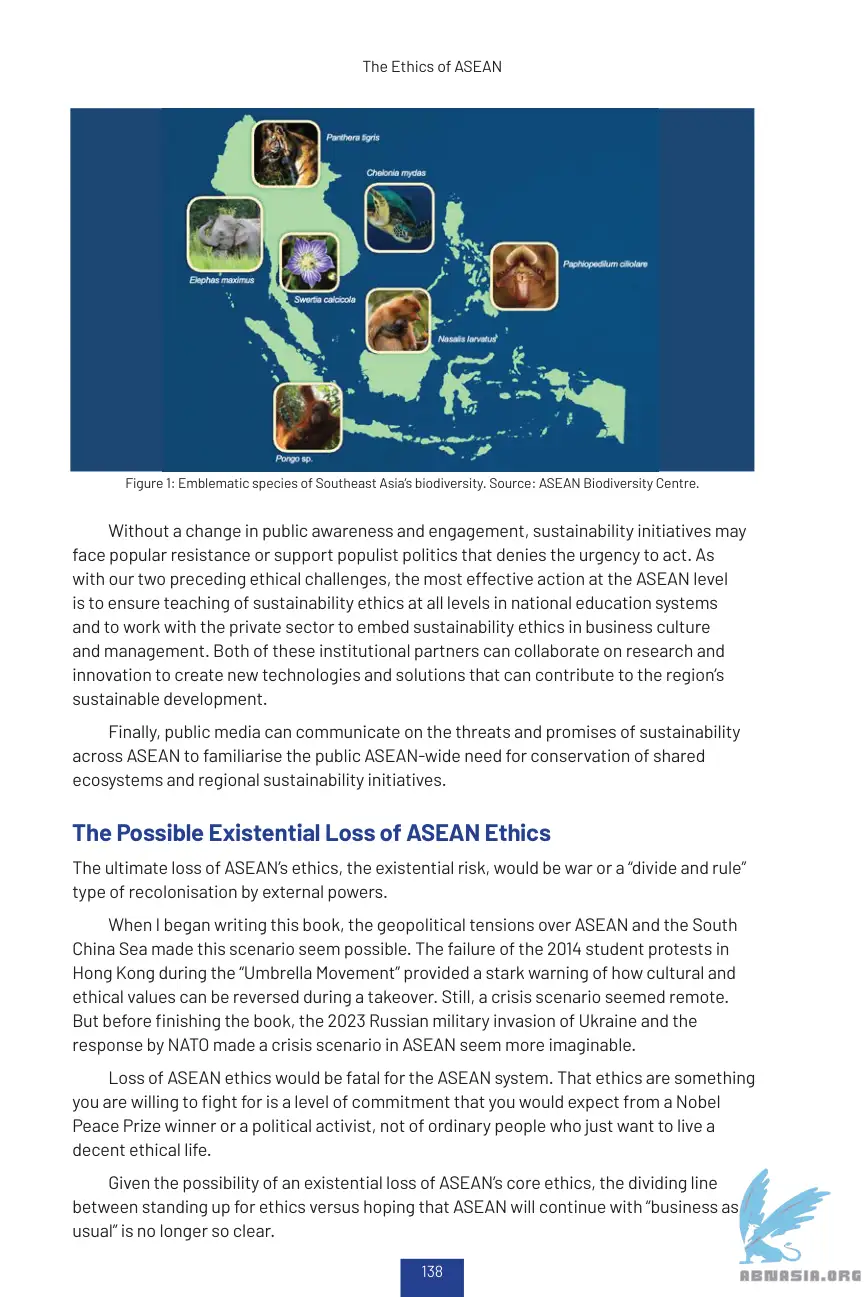 The Ethics of ASEAN
Panthera tigris
Chelonia mydas
Elephas maximus
Swertia calcicola
Paphiopedilum ciliolare
Nasalis larvatus
Pongo sp.
Figure 1: Emblematic species of Southeast Asia's biodiversity. Source: ASEAN Biodiversity Centre.
Without a change in public awareness and engagement, sustainability initiatives may
face popular resistance or support populist politics that denies the urgency to act. As
with our two preceding ethical challenges, the most effective action at the ASEAN level
is to ensure teaching of sustainability ethics at all levels in national education systems
and to work with the private sector to embed sustainability ethics in business culture
and management. Both of these institutional partners can collaborate on research and
innovation to create new technologies and solutions that can contribute to the region's
sustainable development.
Finally, public media can communicate on the threats and promises of sustainability
across ASEAN to familiarise the public ASEAN-wide need for conservation of shared
ecosystems and regional sustainability initiatives.
The Possible Existential Loss of ASEAN Ethics
The ultimate loss of ASEAN's ethics, the existential risk, would be war or a "divide and rule"
type of recolonisation by external powers.
When I began writing this book, the geopolitical tensions over ASEAN and the South
China Sea made this scenario seem possible. The failure of the 2014 student protests in
Hong Kong during the "Umbrella Movement" provided a stark warning of how cultural and
ethical values can be reversed during a takeover. Still, a crisis scenario seemed remote.
But before finishing the book, the 2023 Russian military invasion of Ukraine and the
response by NATO made a crisis scenario in ASEAN seem more imaginable.
Loss of ASEAN ethics would be fatal for the ASEAN system. That ethics are something
you are willing to fight for is a level of commitment that you would expect from a Nobel
Peace Prize winner or a political activist, not of ordinary people who just want to live a
decent ethical life.
Given the possibility of an existential loss of ASEAN's core ethics, the dividing line
between standing up for ethics versus hoping that ASEAN will continue with "business as
usual" is no longer so clear.
138
ABNASIA.ORG